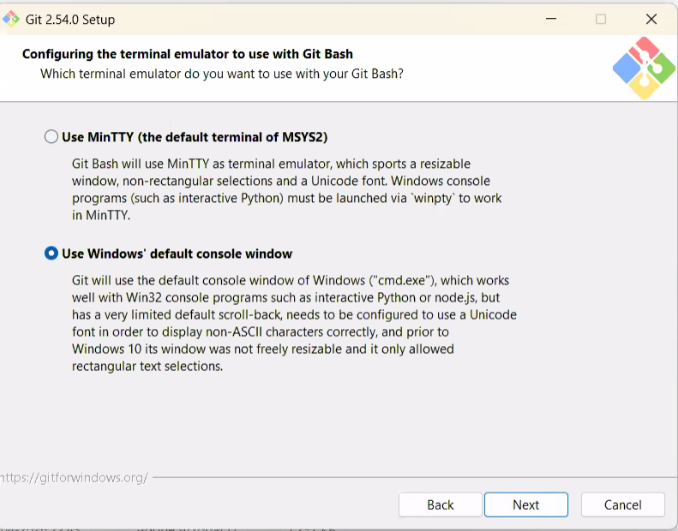 Git 2.54.0 Setup
Configuring the terminal emulator to use with Git Bash
Which terminal emulator do you want to use with your Git Bash?
Use MinTTY (the default terminal of MSYS2)
Git Bash will use MinTTY as terminal emulator, which sports a resizable
window, non-rectangular selections and a Unicode font. Windows console
programs (such as interactive Python) must be launched via `winpty` to work
in MinTTY.
Use Windows' default console window
Git will use the default console window of Windows ("cmd.exe"), which works
well with Win32 console programs such as interactive Python or node.js, but
has a very limited default scroll-back, needs to be configured to use a Unicode
font in order to display non-ASCII characters correctly, and prior to
Windows 10 its window was not freely resizable and it only allowed
rectangular text selections.
https://gitforwindows.org/
Back Next Cancel